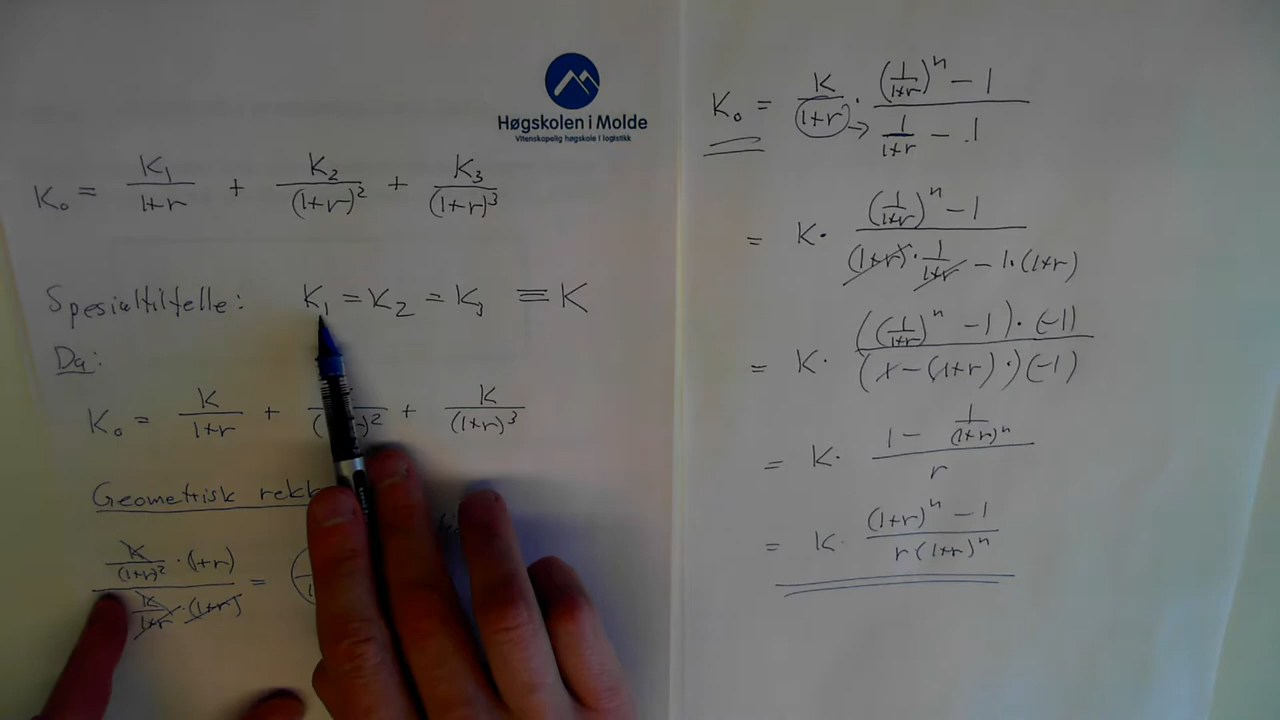 Høgskolen i Molde
Vitenskapelig høgskole i logistikk
K₀ = K₁/(1+r) + K₂/(1+r)² + K₃/(1+r)³
Spesialtilfelle: K₁ = K₂ = K₃ ≡ K
Da:
K₀ = K/(1+r) + /( )² + K/(1+r)³
Geometrisk rekk
(K/(1+r)² · (1+r)) / (K/(1+r) · (1+r)) =
K₀ = K/(1+r) · ((1/(1+r))ⁿ - 1) / (1/(1+r) - 1)
= K · ((1/(1+r))ⁿ - 1) / ((1+r) · 1/(1+r) - 1·(1+r))
= K · (((1/(1+r))ⁿ - 1) · (-1)) / ((1 - (1+r) ·)(-1))
= K · (1 - 1/(1+r)ⁿ) / r
= K · ((1+r)ⁿ - 1) / (r(1+r)ⁿ)